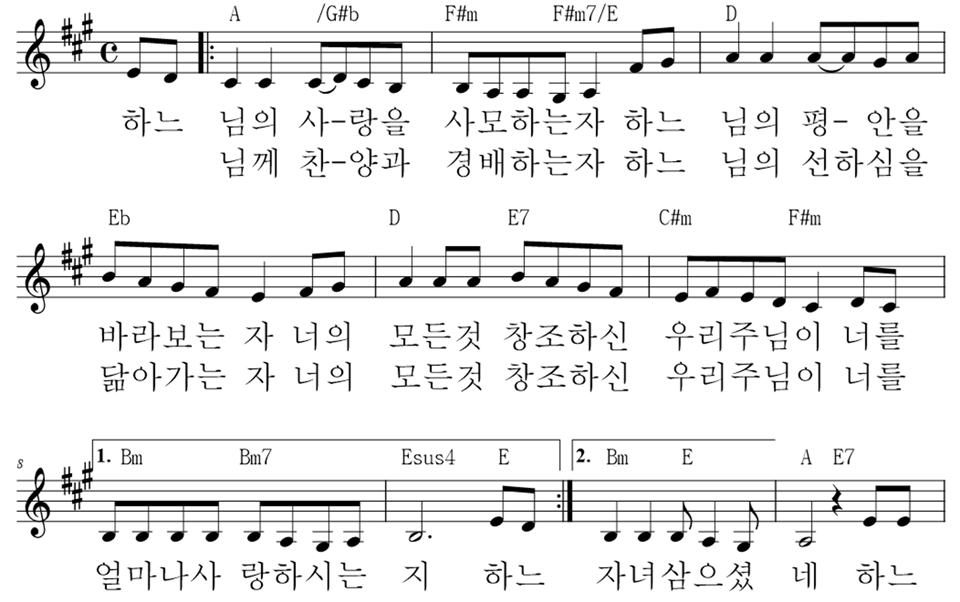 A /G#b F#m F#m7/E D
하느 님의 사-랑을 사모하는자 하느 님의 평- 안을
님께 찬-양과 경배하는자 하느 님의 선하심을
Eb D E7 C#m F#m
바라보는 자 너의 모든것 창조하신 우리주님이 너를
닮아가는 자 너의 모든것 창조하신 우리주님이 너를
8 1. Bm Bm7 Esus4 E 2. Bm E A E7
얼마나사 랑하시는 지 하느 자녀삼으셨 네 하느